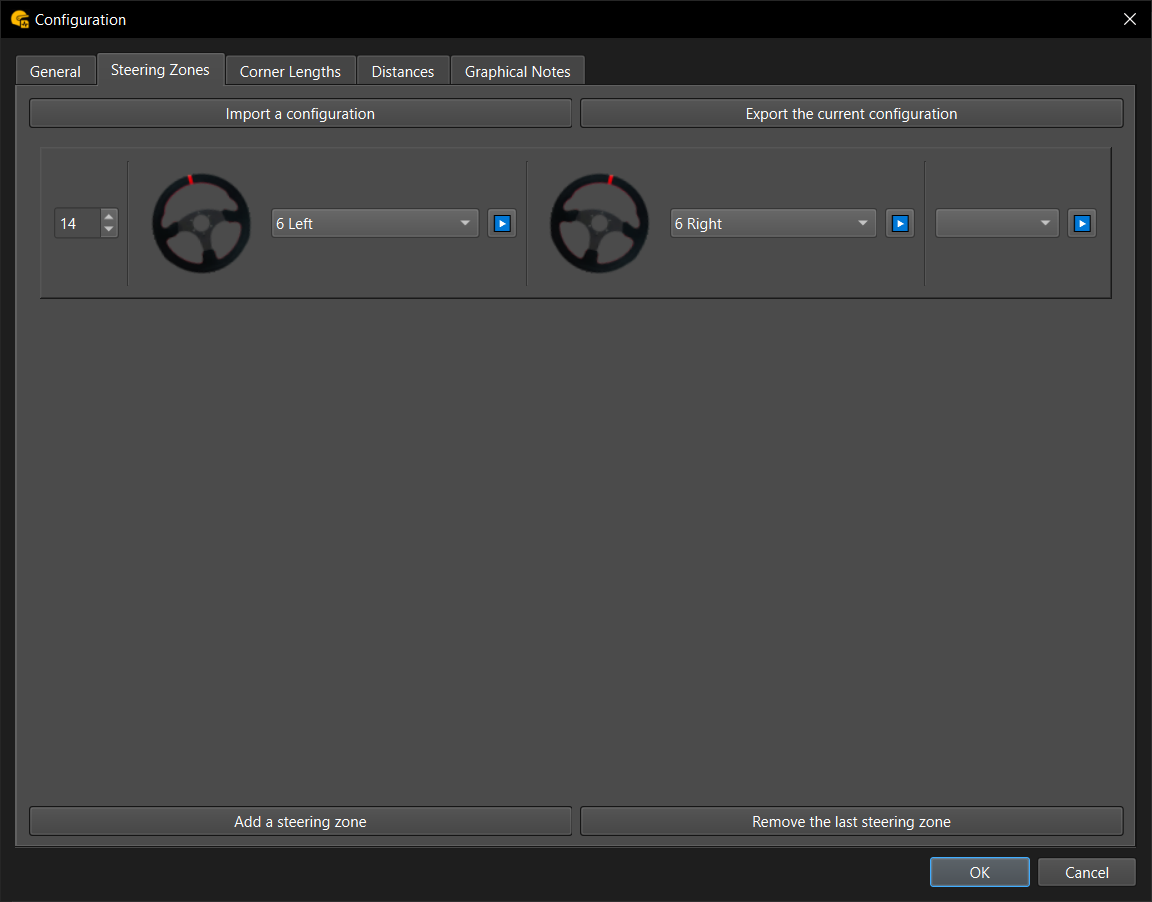 Configuration
General
Steering Zones
Corner Lengths
Distances
Graphical Notes
Import a configuration
Export the current configuration
14
6 Left
6 Right
Add a steering zone
Remove the last steering zone
OK
Cancel